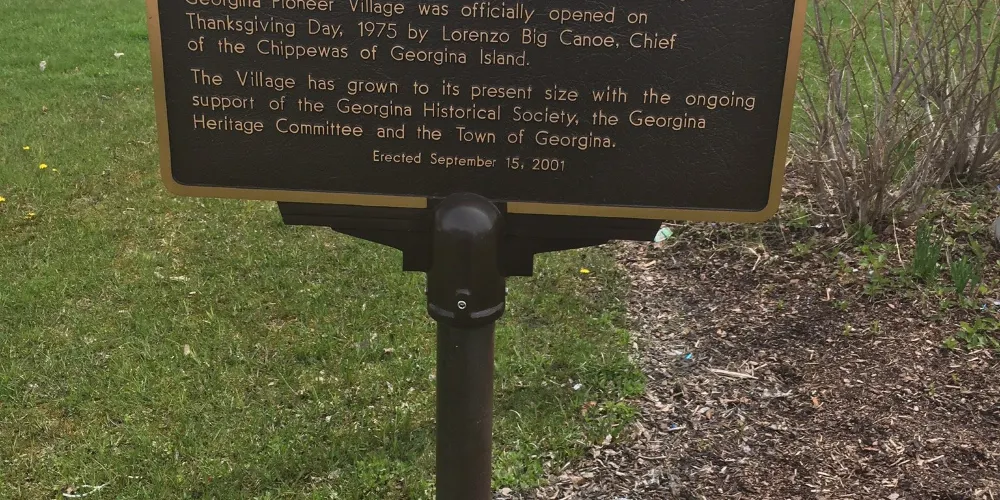 Georgina Pioneer Village was officially opened on
Thanksgiving Day, 1975 by Lorenzo Big Canoe, Chief
of the Chippewas of Georgina Island.
The Village has grown to its present size with the ongoing
support of the Georgina Historical Society, the Georgina
Heritage Committee and the Town of Georgina.
Erected September 15, 2001